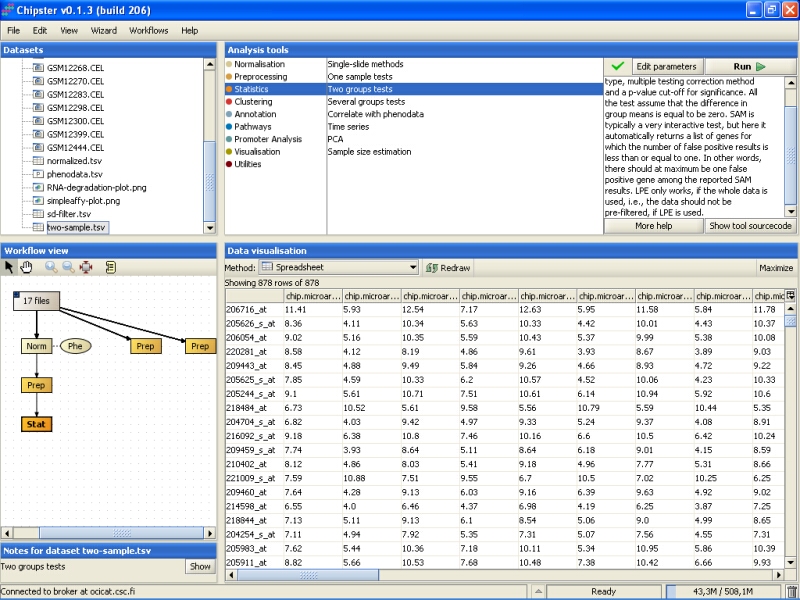 Chipster v0.1.3 (build 206)
File Edit View Wizard Workflows Help
Datasets
GSM12268.CEL
GSM12270.CEL
GSM12283.CEL
GSM12298.CEL
GSM12300.CEL
GSM12399.CEL
GSM12444.CEL
normalized.tsv
phenodata.tsv
RNA-degradation-plot.png
simpleaffy-plot.png
sd-filter.tsv
two-sample.tsv
Analysis tools
Normalisation
Preprocessing
Statistics
Clustering
Annotation
Pathways
Promoter Analysis
Visualisation
Utilities
Single-slide methods
One sample tests
Two groups tests
Several groups tests
Correlate with phenodata
Time series
PCA
Sample size estimation
Edit parameters Run
type, multiple testing correction method
and a p-value cut-off for significance. All
the test assume that the difference in
group means is equal to be zero. SAM is
typically a very interactive test, but here it
automatically returns a list of genes for
which the number of false positive results is
less than or equal to one. In other words,
there should at maximum be one false
positive gene among the reported SAM
results. LPE only works, if the whole data is
used, i.e., the data should not be
pre-filtered, if LPE is used.
More help Show tool sourcecode
Workflow view
17 files
Norm Phe Prep Prep
Prep
Stat
Notes for dataset two-sample.tsv
Two groups tests Show
Data visualisation
Method: Spreadsheet Redraw Maximize
Showing 878 rows of 878
chip.microar... chip.microar... chip.microar... chip.microar... chip.microar... chip.microar... chip.microar... chip.microar... chip.mic
206716_at 11.41 5.93 12.54 7.17 12.63 5.95 11.58 5.84 11.78
205626_s_at 8.36 4.11 10.34 5.63 10.33 4.42 10.01 4.43 10.37
206054_at 9.02 5.16 10.35 5.59 10.43 5.37 9.99 5.38 10.08
220281_at 8.58 4.12 8.19 4.86 9.61 3.93 8.67 3.89 9.03
209443_at 8.45 4.88 9.49 5.84 9.26 4.66 8.93 4.72 9.22
205625_s_at 7.85 4.59 10.33 6.2 10.57 4.52 10.06 4.23 10.33
205244_s_at 9.1 5.61 10.71 7.51 10.61 6.14 10.94 5.92 10.6
218484_at 6.73 10.52 5.61 9.58 5.56 10.79 5.59 10.44 5.35
204704_s_at 6.82 4.03 9.42 4.97 9.33 5.24 9.37 4.08 8.91
216092_s_at 9.18 6.38 10.8 7.46 10.16 6.6 10.5 6.42 10.24
209459_s_at 7.74 3.93 8.64 5.11 8.64 6.18 9.01 4.15 8.59
210402_at 8.12 4.86 8.03 5.41 9.18 4.96 7.77 5.31 8.66
221009_s_at 7.59 10.88 7.51 9.55 6.7 10.5 7.02 10.25 6.25
209460_at 7.64 4.28 9.13 6.03 9.16 6.39 9.63 4.92 9.02
214598_at 6.55 4.0 6.46 4.37 6.98 4.19 6.25 3.87 7.25
218844_at 7.13 5.11 9.13 6.1 8.54 5.06 9.0 4.99 8.65
204254_s_at 7.11 4.94 7.92 5.35 7.31 5.07 7.56 4.55 7.31
205983_at 7.62 5.44 10.36 7.18 10.11 5.34 10.95 5.86 10.39
205911_at 8.82 5.66 10.53 7.68 10.48 7.38 10.42 6.66 9.93
Connected to broker at ocicat.csc.fi Ready 43,3M / 508,1M